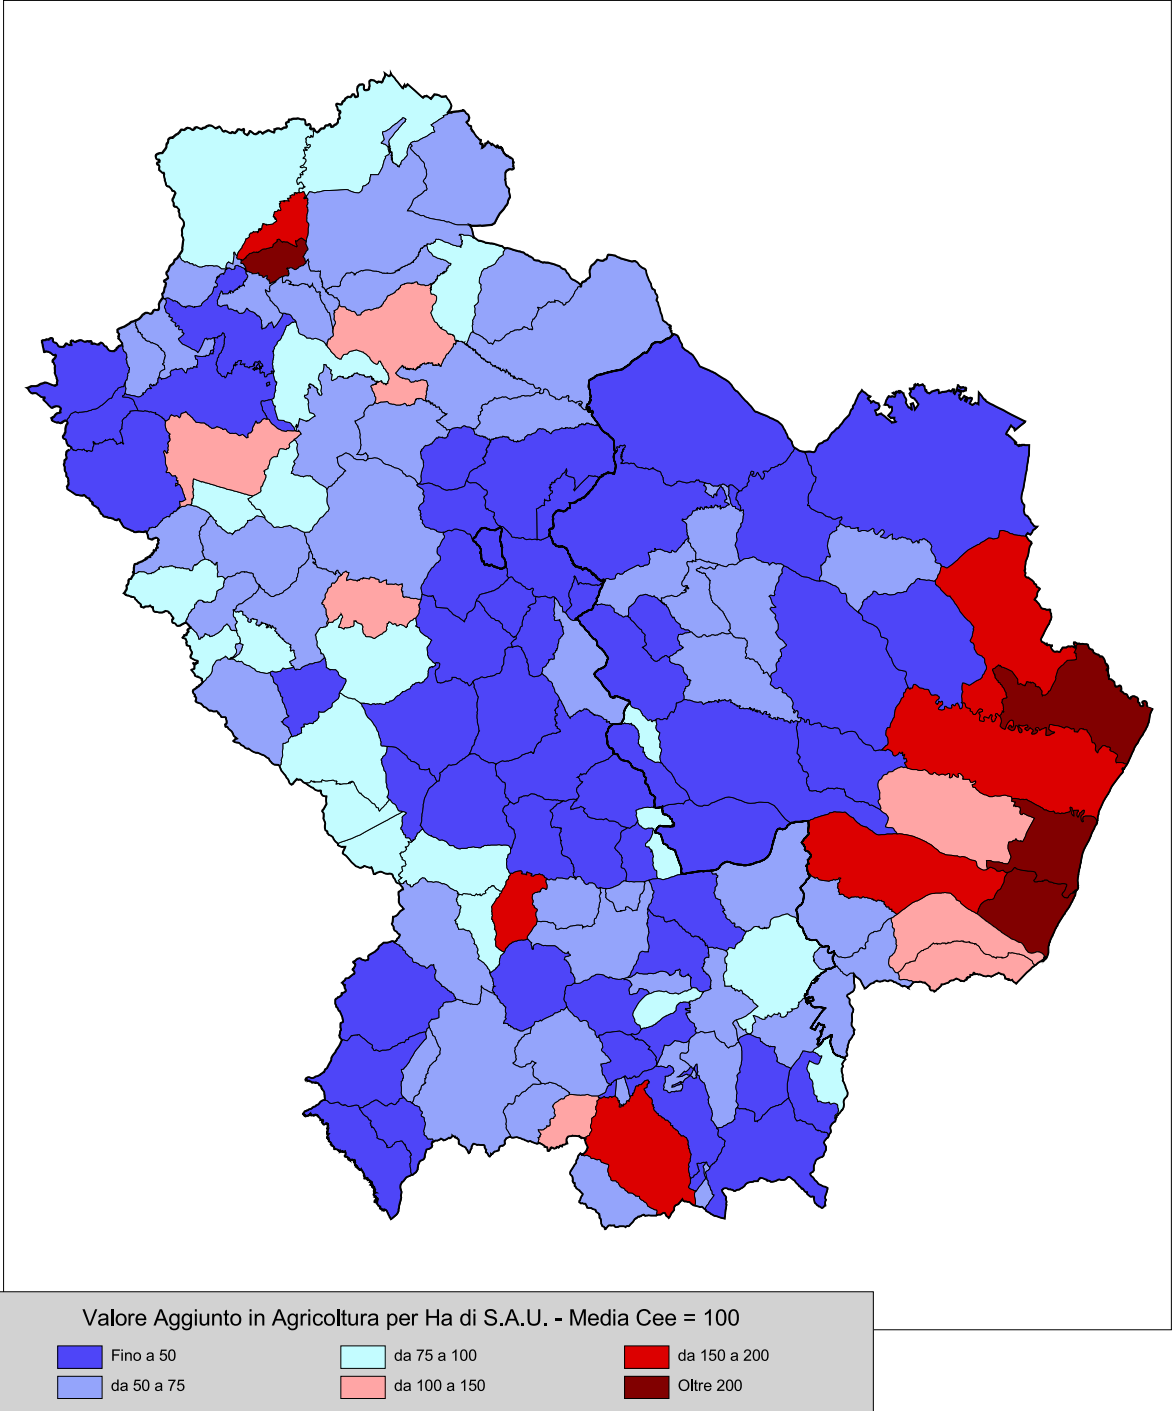 Valore Aggiunto in Agricoltura per Ha di S.A.U. - Media Cee = 100
Fino a 50
da 75 a 100
da 150 a 200
da 50 a 75
da 100 a 150
Oltre 200